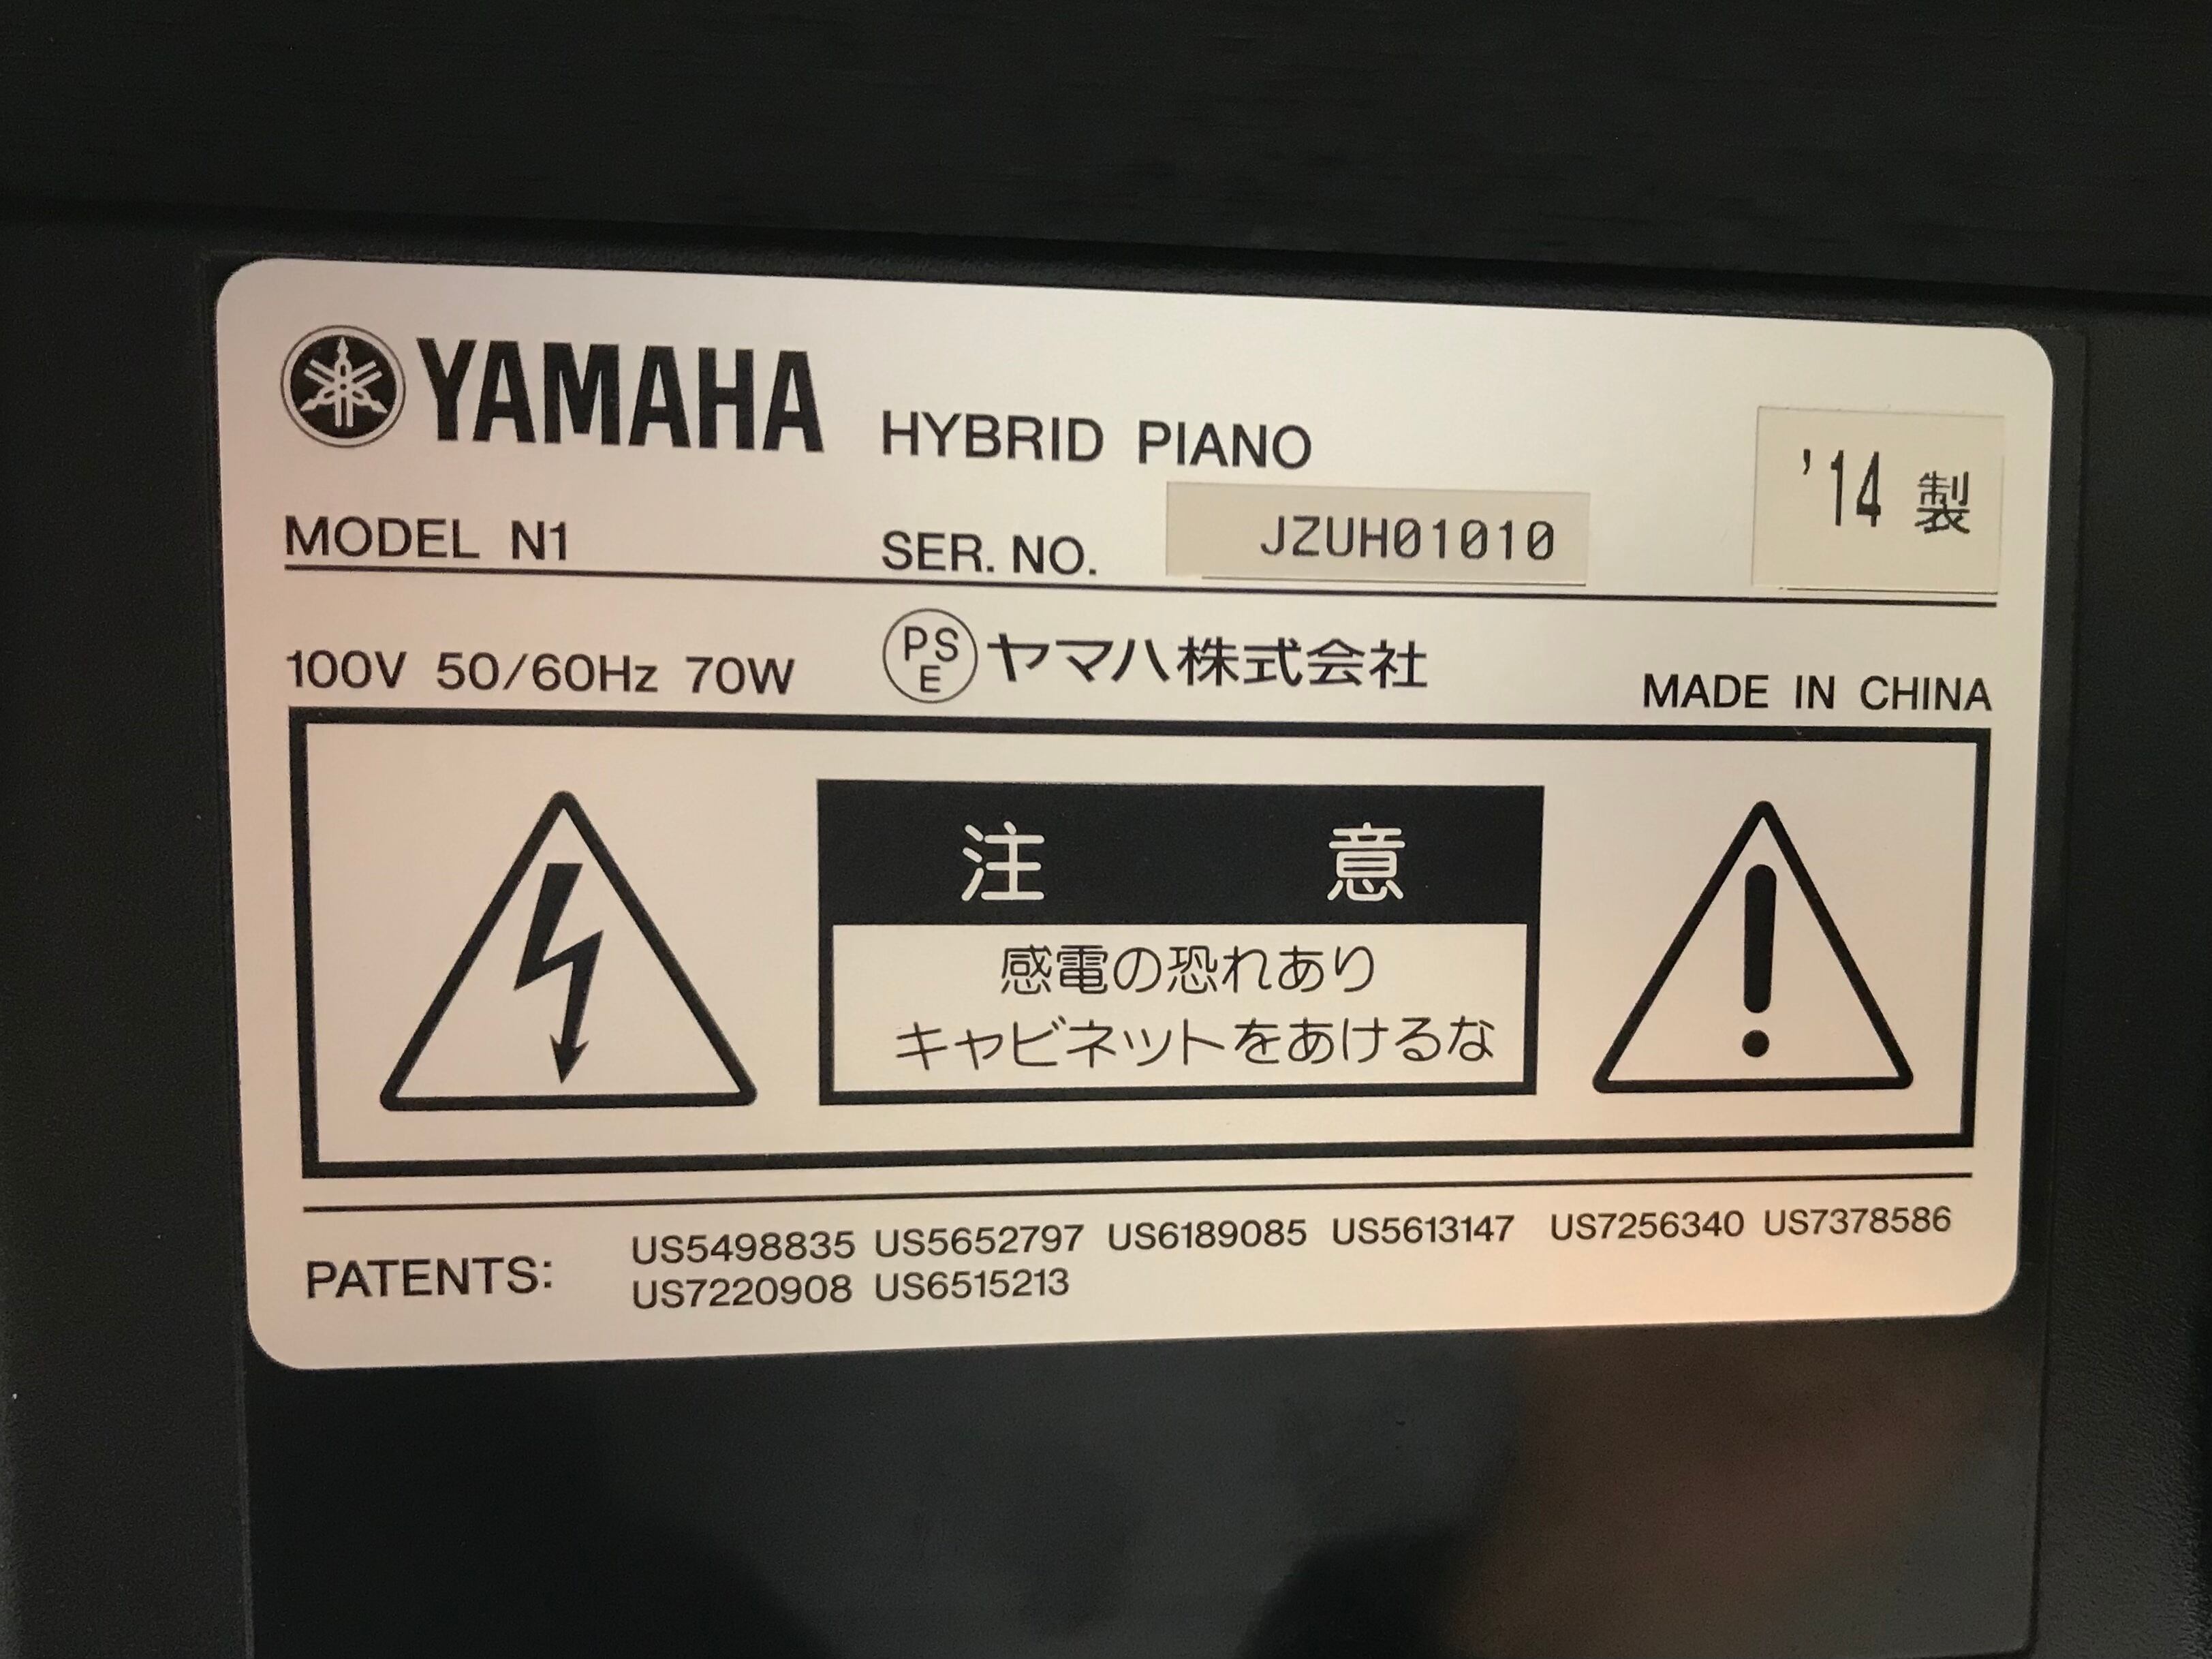 YAMAHA HYBRID PIANO
MODEL N1 SER. NO. JZUH01010 '14 製
100V 50/60Hz 70W PSE ヤマハ株式会社 MADE IN CHINA
注意
感電の恐れあり
キャビネットをあけるな
PATENTS: US5498835 US5652797 US6189085 US5613147 US7256340 US7378586
US7220908 US6515213